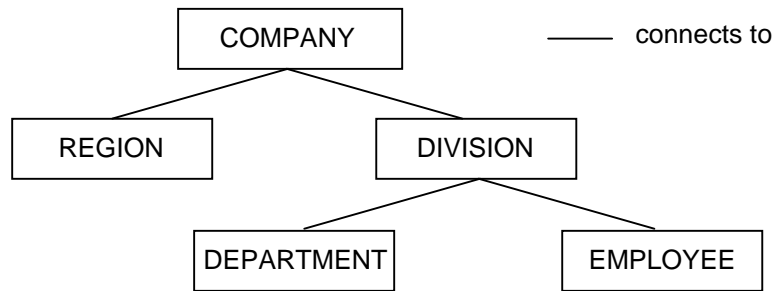 COMPANY
connects to
REGION
DIVISION
DEPARTMENT
EMPLOYEE